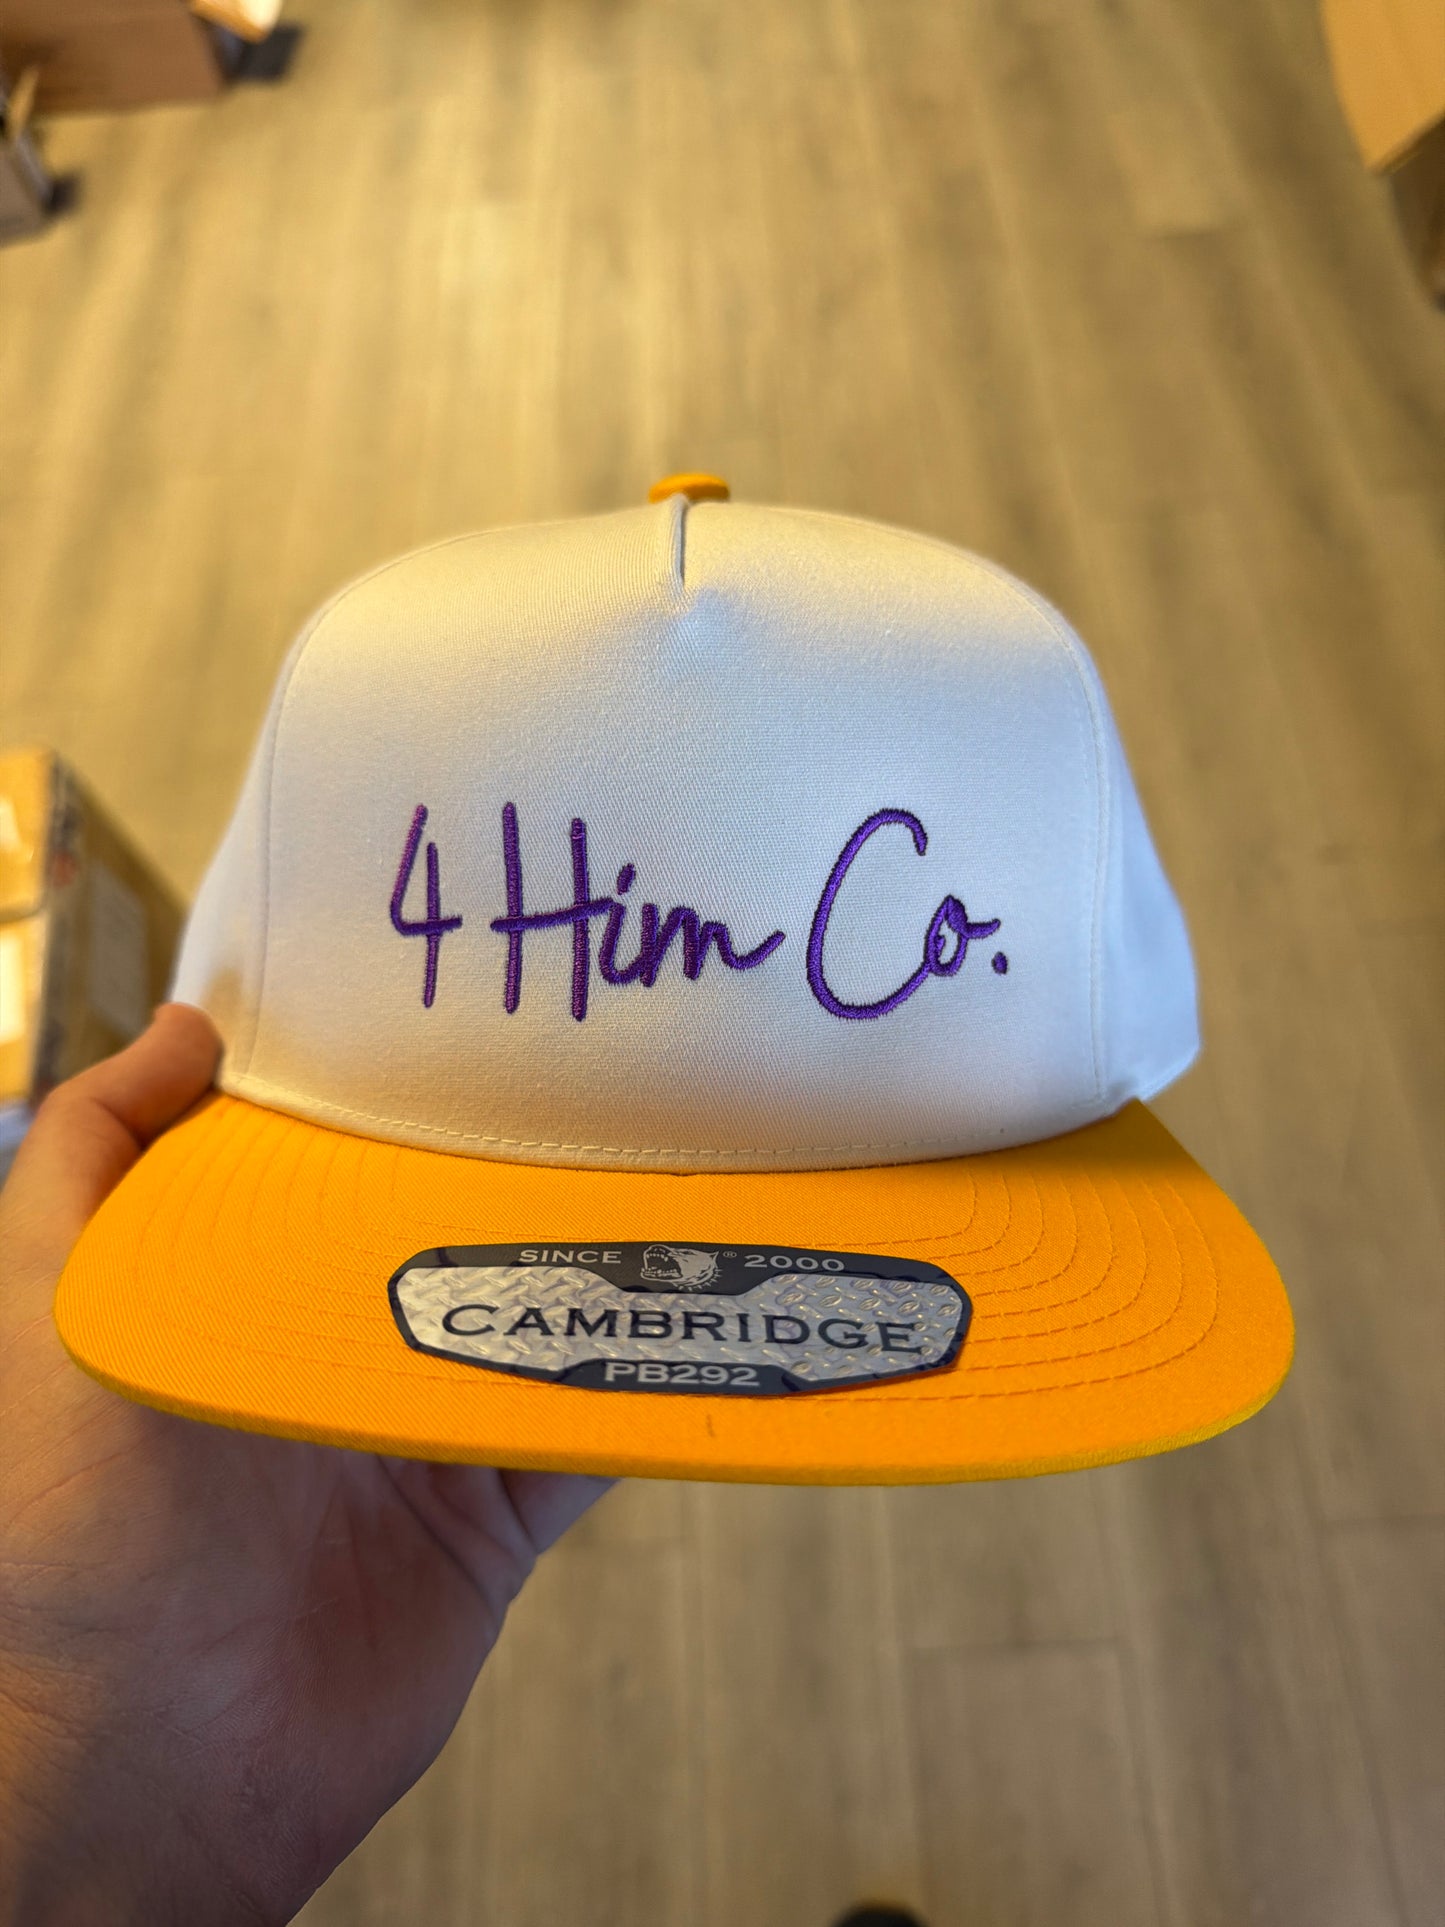 4 Him Co.
SINCE ® 2000
CAMBRIDGE
PB292